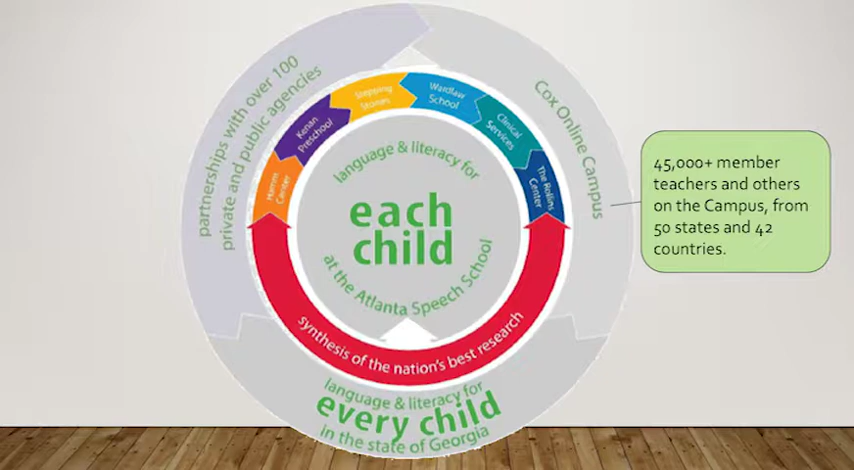 partnerships with over 100
private and public agencies
Cox Online Campus
Hamm
Center
Kenan
Preschool
Stepping
Stones
Wardlaw
School
Clinical
Services
The Rollins
Center
language & literacy for
each
child
at the Atlanta Speech School
synthesis of the nation's best research
language & literacy for
every child
in the state of Georgia
45,000+ member
teachers and others
on the Campus, from
50 states and 42
countries.